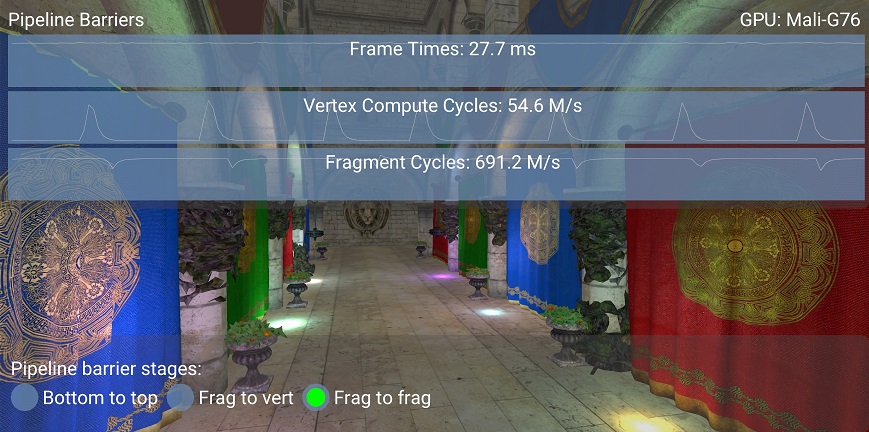 Pipeline Barriers
GPU: Mali-G76
Frame Times: 27.7 ms
Vertex Compute Cycles: 54.6 M/s
Fragment Cycles: 691.2 M/s
Pipeline barrier stages:
Bottom to top Frag to vert Frag to frag